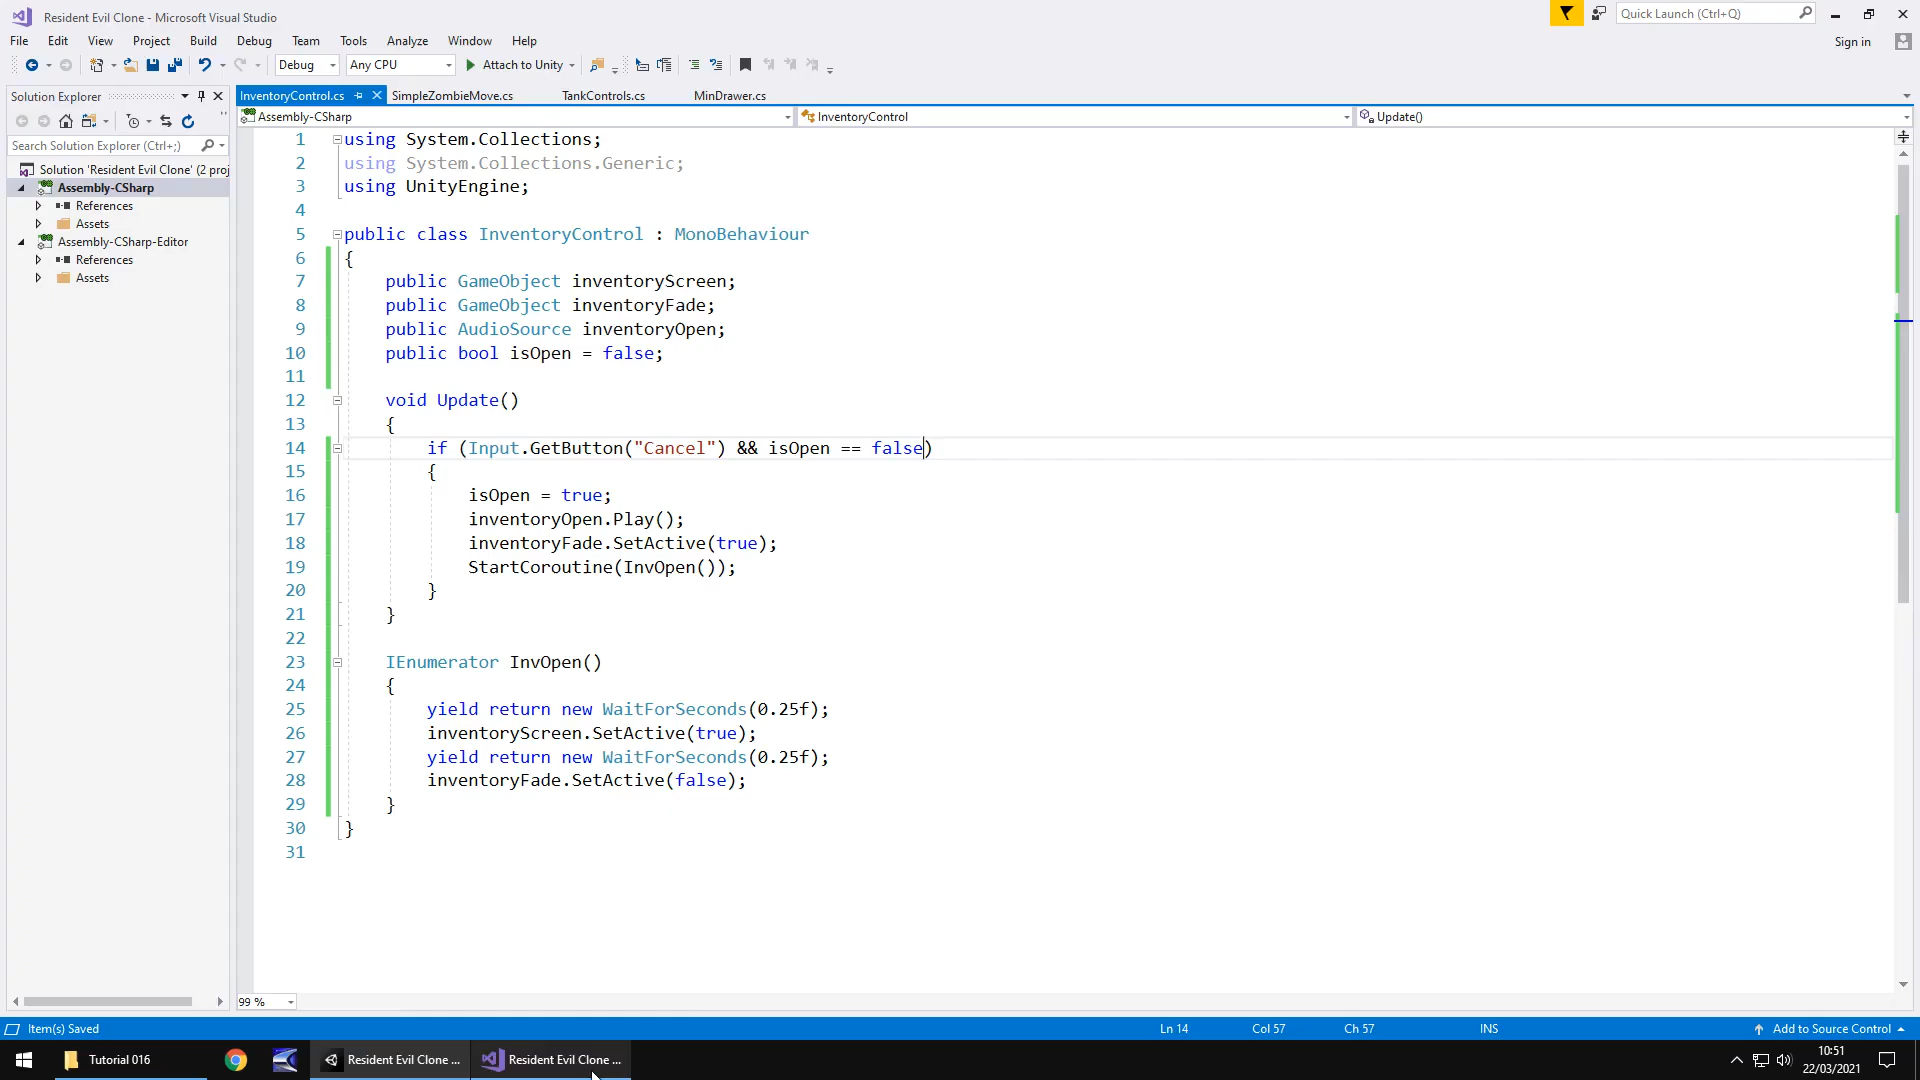 Resident Evil Clone - Microsoft Visual Studio
Quick Launch (Ctrl+Q)
File Edit View Project Build Debug Team Tools Analyze Window Help
Sign in
Debug Any CPU Attach to Unity
Solution Explorer
InventoryControl.cs SimpleZombieMove.cs TankControls.cs MinDrawer.cs
Assembly-CSharp InventoryControl Update()
Search Solution Explorer (Ctrl+;)
Solution 'Resident Evil Clone' (2 proj
Assembly-CSharp
References
Assets
Assembly-CSharp-Editor
References
Assets
1 using System.Collections;
2 using System.Collections.Generic;
3 using UnityEngine;
4
5 public class InventoryControl : MonoBehaviour
6 {
7 public GameObject inventoryScreen;
8 public GameObject inventoryFade;
9 public AudioSource inventoryOpen;
10 public bool isOpen = false;
11
12 void Update()
13 {
14 if (Input.GetButton("Cancel") && isOpen == false)
15 {
16 isOpen = true;
17 inventoryOpen.Play();
18 inventoryFade.SetActive(true);
19 StartCoroutine(InvOpen());
20 }
21 }
22
23 IEnumerator InvOpen()
24 {
25 yield return new WaitForSeconds(0.25f);
26 inventoryScreen.SetActive(true);
27 yield return new WaitForSeconds(0.25f);
28 inventoryFade.SetActive(false);
29 }
30 }
31
99 %
Item(s) Saved Ln 14 Col 57 Ch 57 INS Add to Source Control
Tutorial 016 Resident Evil Clone ... Resident Evil Clone ...
10:51
22/03/2021